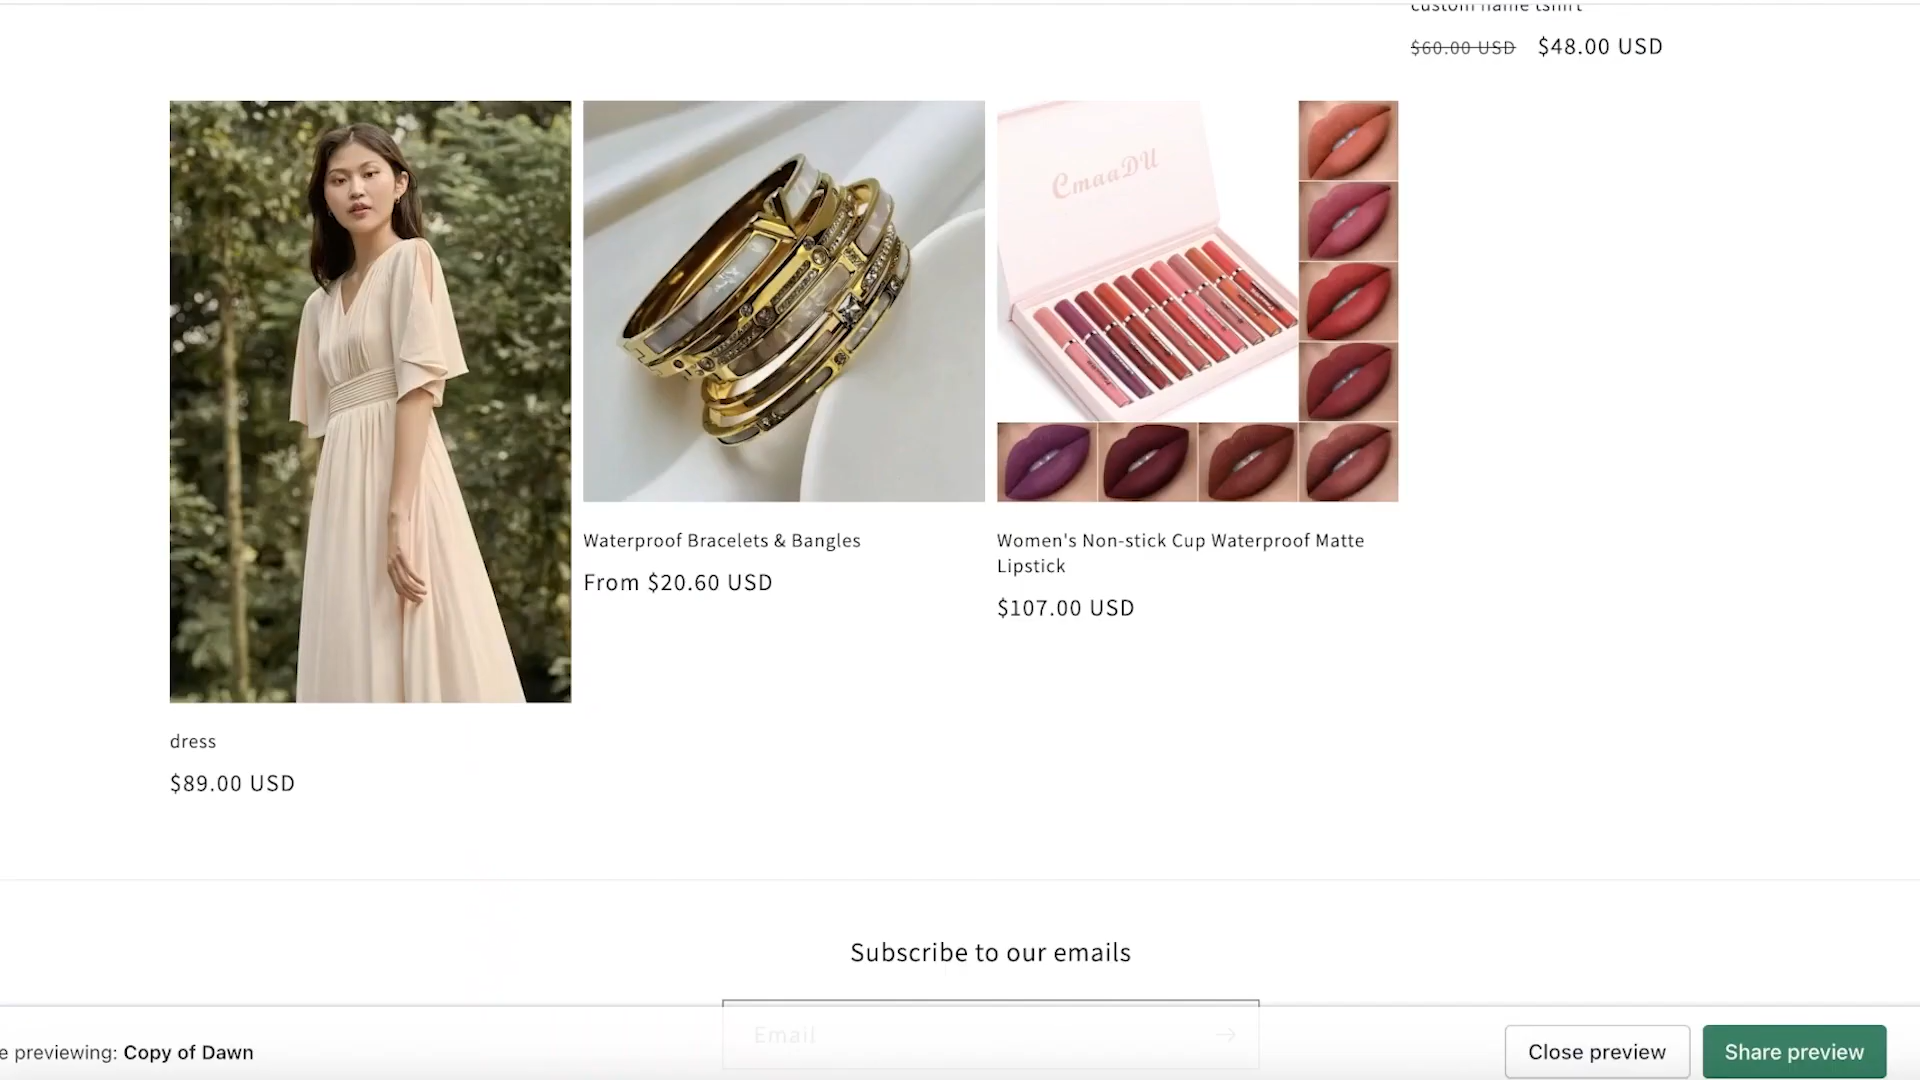 custom name tshirt
$60.00 USD $48.00 USD
CmaaDU
Waterproof Bracelets & Bangles
From $20.60 USD
Women's Non-stick Cup Waterproof Matte
Lipstick
$107.00 USD
dress
$89.00 USD
Subscribe to our emails
Email
e previewing: Copy of Dawn
Close preview
Share preview